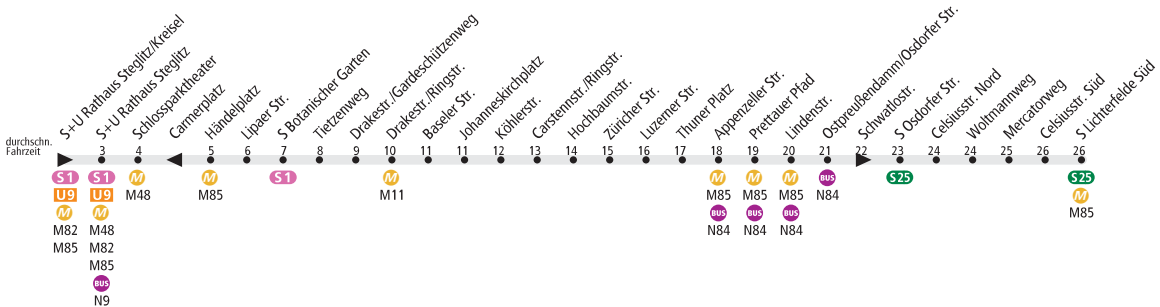 S+U Rathaus Steglitz/Kreisel
S+U Rathaus Steglitz
Schlossparktheater
Carmerplatz
Händelplatz
Lipaer Str.
S Botanischer Garten
Tietzenweg
Drakestr./Gardeschützenweg
Drakestr./Ringstr.
Baseler Str.
Johanneskirchplatz
Köhlerstr.
Carstennstr./Ringstr.
Hochbaumstr.
Züricher Str.
Luzerner Str.
Thuner Platz
Appenzeller Str.
Prettauer Pfad
Lindenstr.
Ostpreußendamm/Osdorfer Str.
Schwatlostr.
S Osdorfer Str.
Celsiusstr. Nord
Woltmannweg
Mercatorweg
Celsiusstr. Süd
S Lichterfelde Süd
durchschn.
Fahrzeit
3 4 5 6 7 8 9 10 11 11 12 13 14 15 16 17 18 19 20 21 22 23 24 24 25 26 26
S1 S1 M M S1 M M M M BUS S25 S25
U9 U9 M48 M85 M11 M85 M85 M85 N84 M
M M BUS BUS BUS M85
M82 M48 N84 N84 N84
M85 M82
M85
BUS
N9